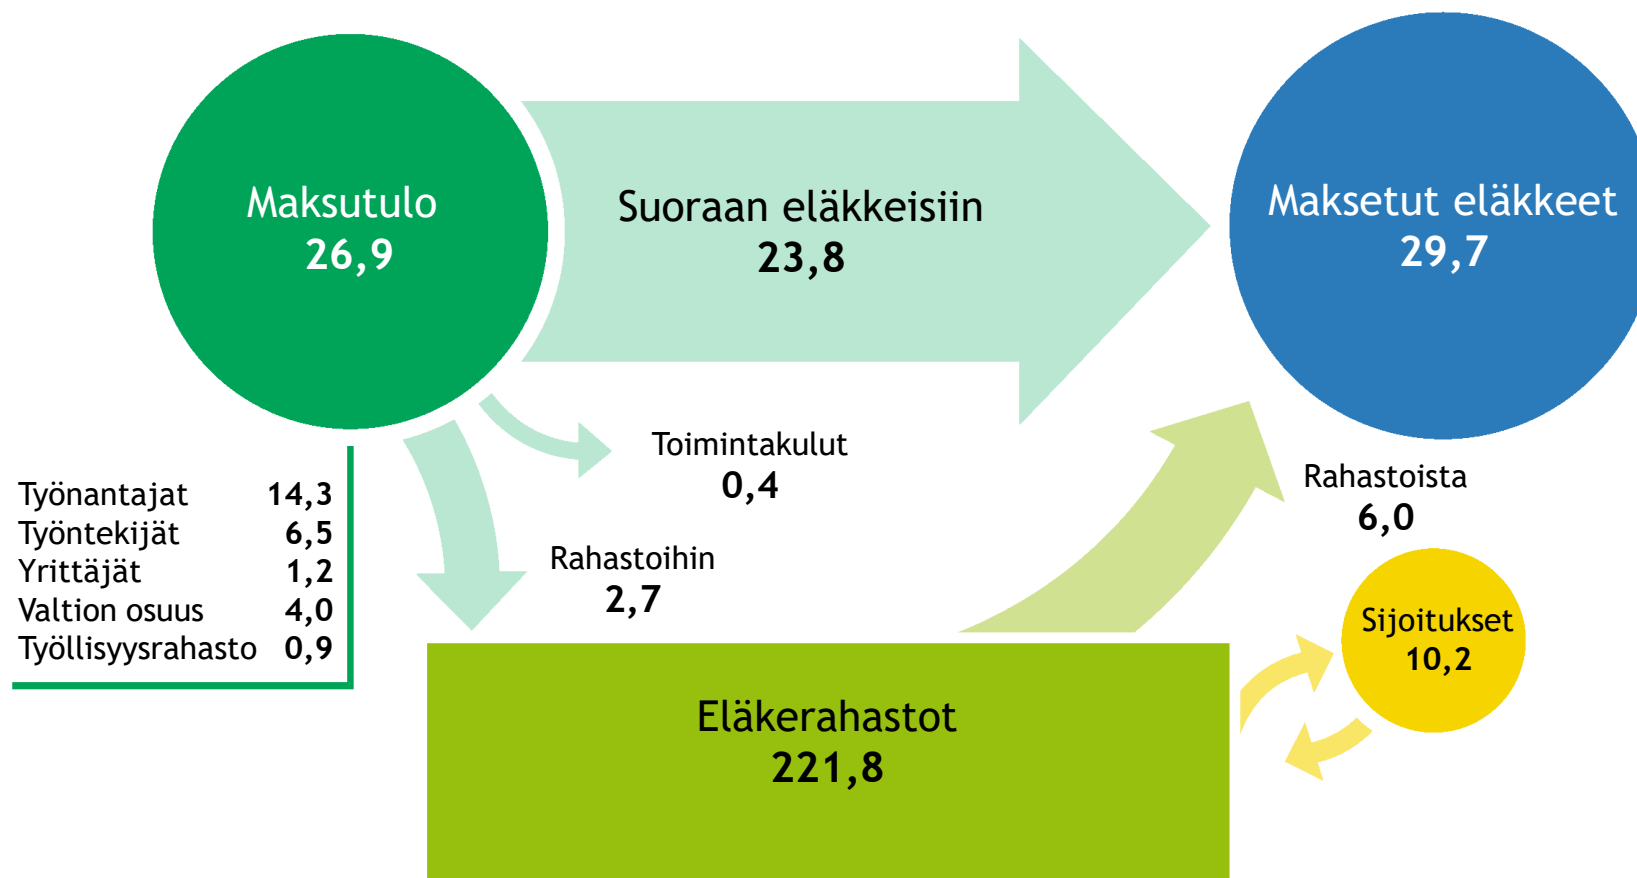 Maksutulo
26,9
Suoraan eläkkeisiin
23,8
Maksetut eläkkeet
29,7
Toimintakulut
0,4
Rahastoista
6,0
Työnantajat 14,3
Työntekijät 6,5
Yrittäjät 1,2
Valtion osuus 4,0
Työllisyysrahasto 0,9
Rahastoihin
2,7
Sijoitukset
10,2
Eläkerahastot
221,8